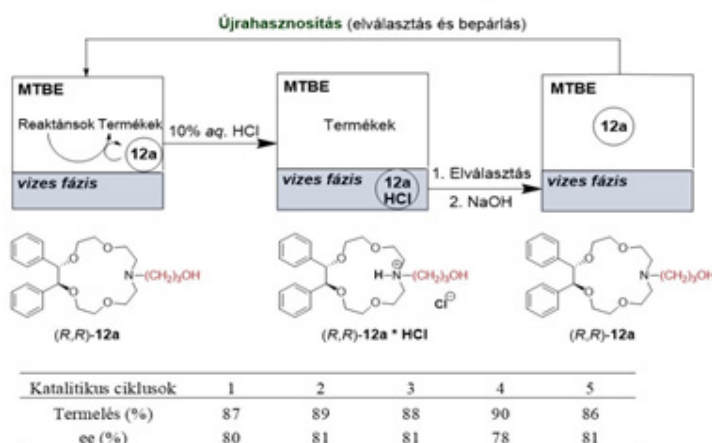 Újrahasznosítás (elválasztás és bepárlás)
MTBE
Reaktánsok Termékek
12a
vizes fázis
10% aq. HCl
MTBE
Termékek
vizes fázis
12a
HCl
1. Elválasztás
2. NaOH
MTBE
12a
vizes fázis
O O
N (CH₂)₃OH
O O
(R,R)-12a
O O
H N (CH₂)₃OH
O O
Cl⊖
(R,R)-12a * HCl
O O
N (CH₂)₃OH
O O
(R,R)-12a
Katalitikus ciklusok 1 2 3 4 5
Termelés (%) 87 89 88 90 86
ee (%) 80 81 81 78 81